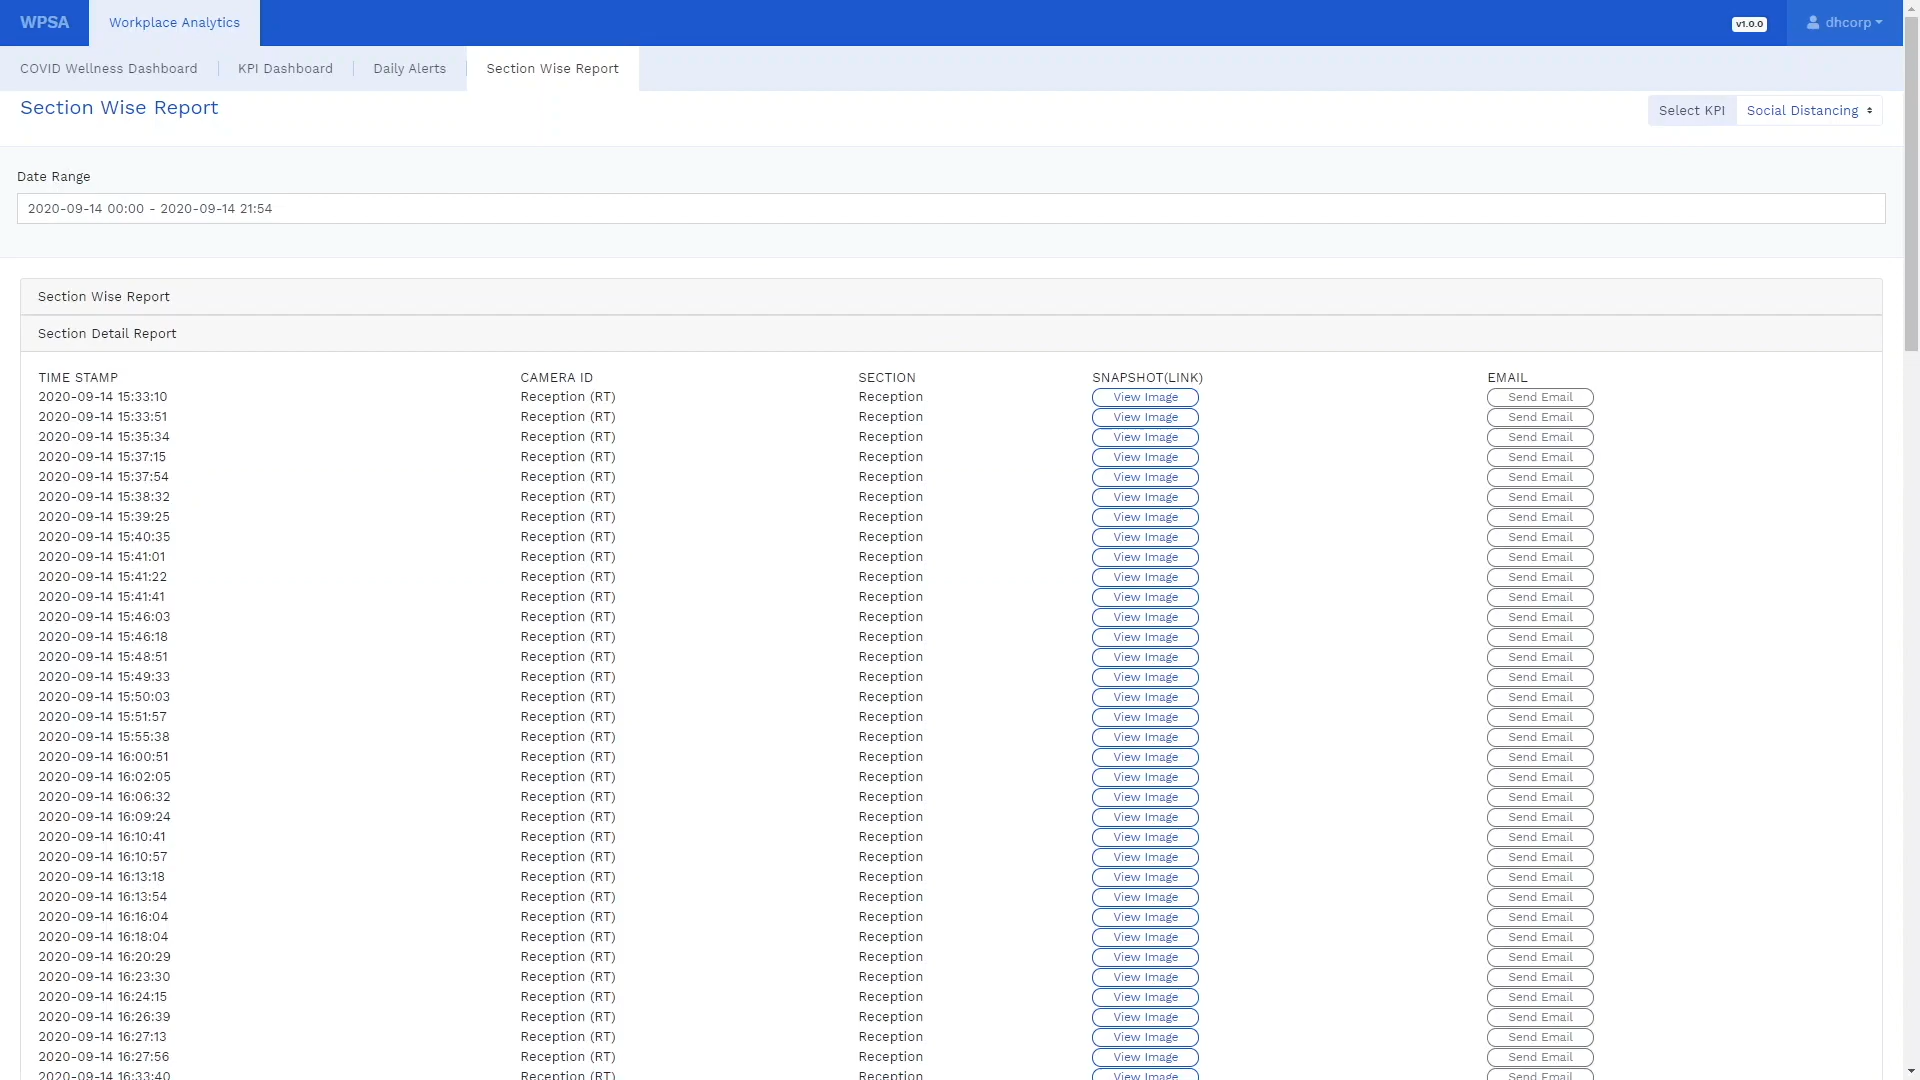 WPSA Workplace Analytics v1.0.0 dhcorp
COVID Wellness Dashboard KPI Dashboard Daily Alerts Section Wise Report
Section Wise Report Select KPI Social Distancing
Date Range
2020-09-14 00:00 - 2020-09-14 21:54
Section Wise Report
Section Detail Report
TIME STAMP CAMERA ID SECTION SNAPSHOT(LINK) EMAIL
2020-09-14 15:33:10 Reception (RT) Reception View Image Send Email
2020-09-14 15:33:51 Reception (RT) Reception View Image Send Email
2020-09-14 15:35:34 Reception (RT) Reception View Image Send Email
2020-09-14 15:37:15 Reception (RT) Reception View Image Send Email
2020-09-14 15:37:54 Reception (RT) Reception View Image Send Email
2020-09-14 15:38:32 Reception (RT) Reception View Image Send Email
2020-09-14 15:39:25 Reception (RT) Reception View Image Send Email
2020-09-14 15:40:35 Reception (RT) Reception View Image Send Email
2020-09-14 15:41:01 Reception (RT) Reception View Image Send Email
2020-09-14 15:41:22 Reception (RT) Reception View Image Send Email
2020-09-14 15:41:41 Reception (RT) Reception View Image Send Email
2020-09-14 15:46:03 Reception (RT) Reception View Image Send Email
2020-09-14 15:46:18 Reception (RT) Reception View Image Send Email
2020-09-14 15:48:51 Reception (RT) Reception View Image Send Email
2020-09-14 15:49:33 Reception (RT) Reception View Image Send Email
2020-09-14 15:50:03 Reception (RT) Reception View Image Send Email
2020-09-14 15:51:57 Reception (RT) Reception View Image Send Email
2020-09-14 15:55:38 Reception (RT) Reception View Image Send Email
2020-09-14 16:00:51 Reception (RT) Reception View Image Send Email
2020-09-14 16:02:05 Reception (RT) Reception View Image Send Email
2020-09-14 16:06:32 Reception (RT) Reception View Image Send Email
2020-09-14 16:09:24 Reception (RT) Reception View Image Send Email
2020-09-14 16:10:41 Reception (RT) Reception View Image Send Email
2020-09-14 16:10:57 Reception (RT) Reception View Image Send Email
2020-09-14 16:13:18 Reception (RT) Reception View Image Send Email
2020-09-14 16:13:54 Reception (RT) Reception View Image Send Email
2020-09-14 16:16:04 Reception (RT) Reception View Image Send Email
2020-09-14 16:18:04 Reception (RT) Reception View Image Send Email
2020-09-14 16:20:29 Reception (RT) Reception View Image Send Email
2020-09-14 16:23:30 Reception (RT) Reception View Image Send Email
2020-09-14 16:24:15 Reception (RT) Reception View Image Send Email
2020-09-14 16:26:39 Reception (RT) Reception View Image Send Email
2020-09-14 16:27:13 Reception (RT) Reception View Image Send Email
2020-09-14 16:27:56 Reception (RT) Reception View Image Send Email
2020-09-14 16:33:40 Reception (RT) Reception View Image Send Email